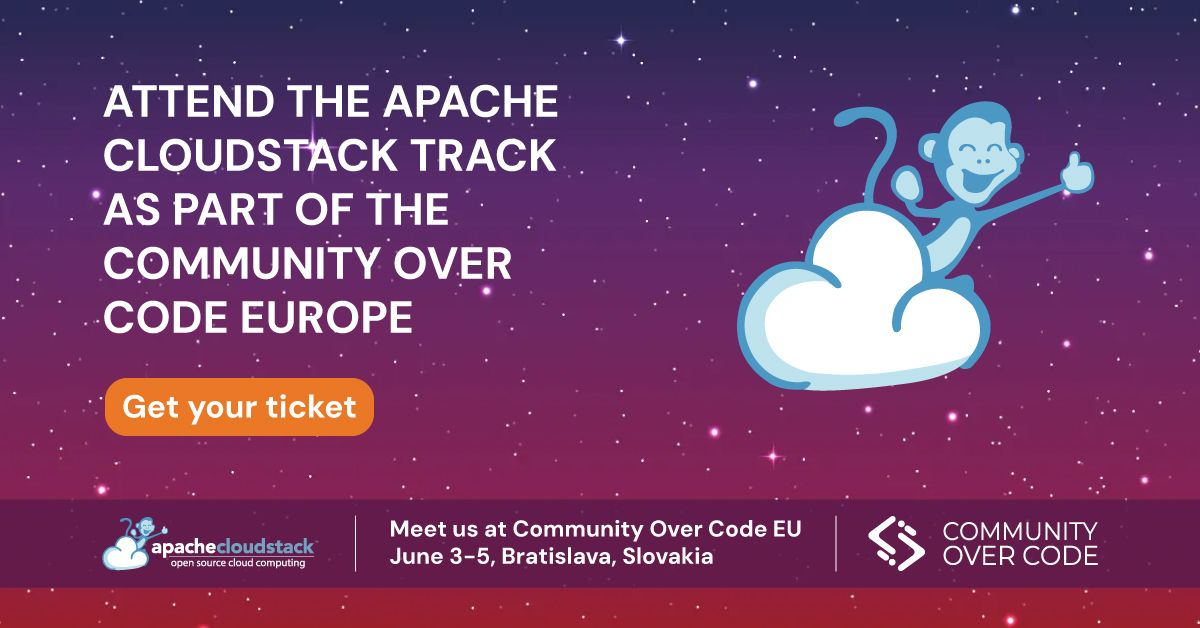 ATTEND THE APACHE
CLOUDSTACK TRACK
AS PART OF THE
COMMUNITY OVER
CODE EUROPE
Get your ticket
apachecloudstack™
open source cloud computing
Meet us at Community Over Code EU
June 3-5, Bratislava, Slovakia
COMMUNITY
OVER CODE